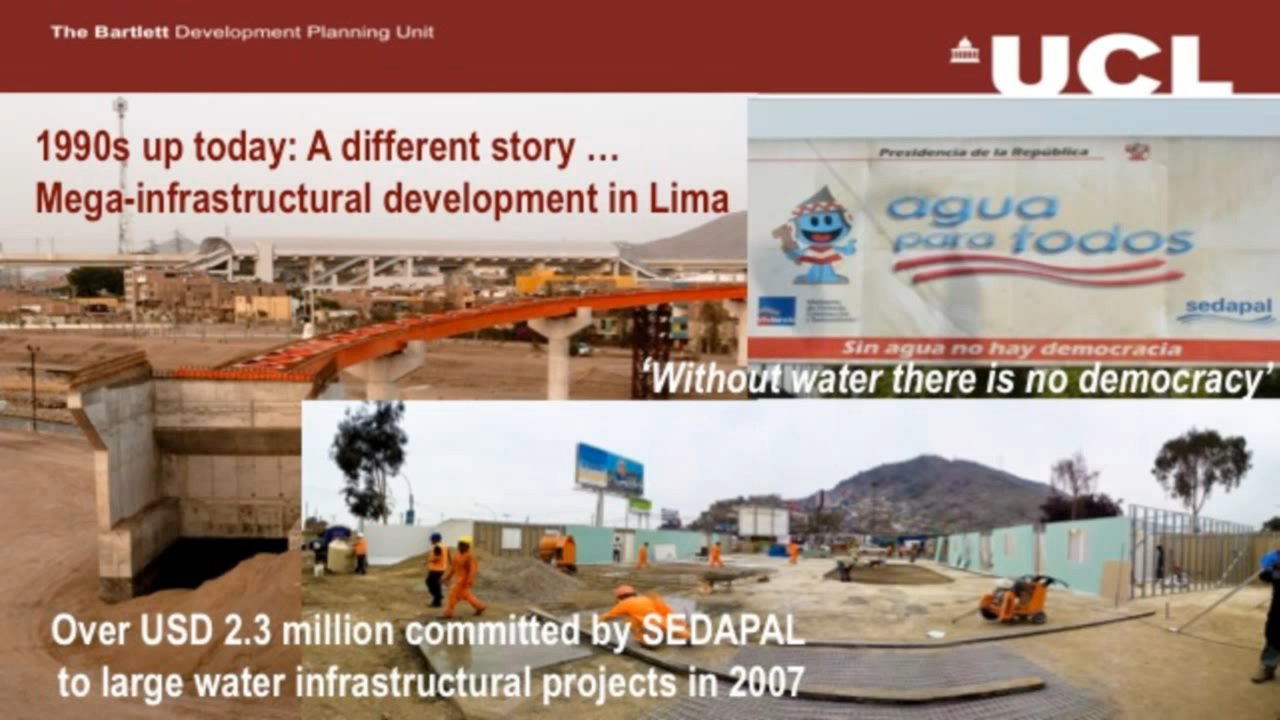 The Bartlett Development Planning Unit
UCL
1990s up today: A different story …
Mega-infrastructural development in Lima
Presidencia de la República
agua
para todos
sedapal
Sin agua no hay democracia
‘Without water there is no democracy’
Over USD 2.3 million committed by SEDAPAL
to large water infrastructural projects in 2007